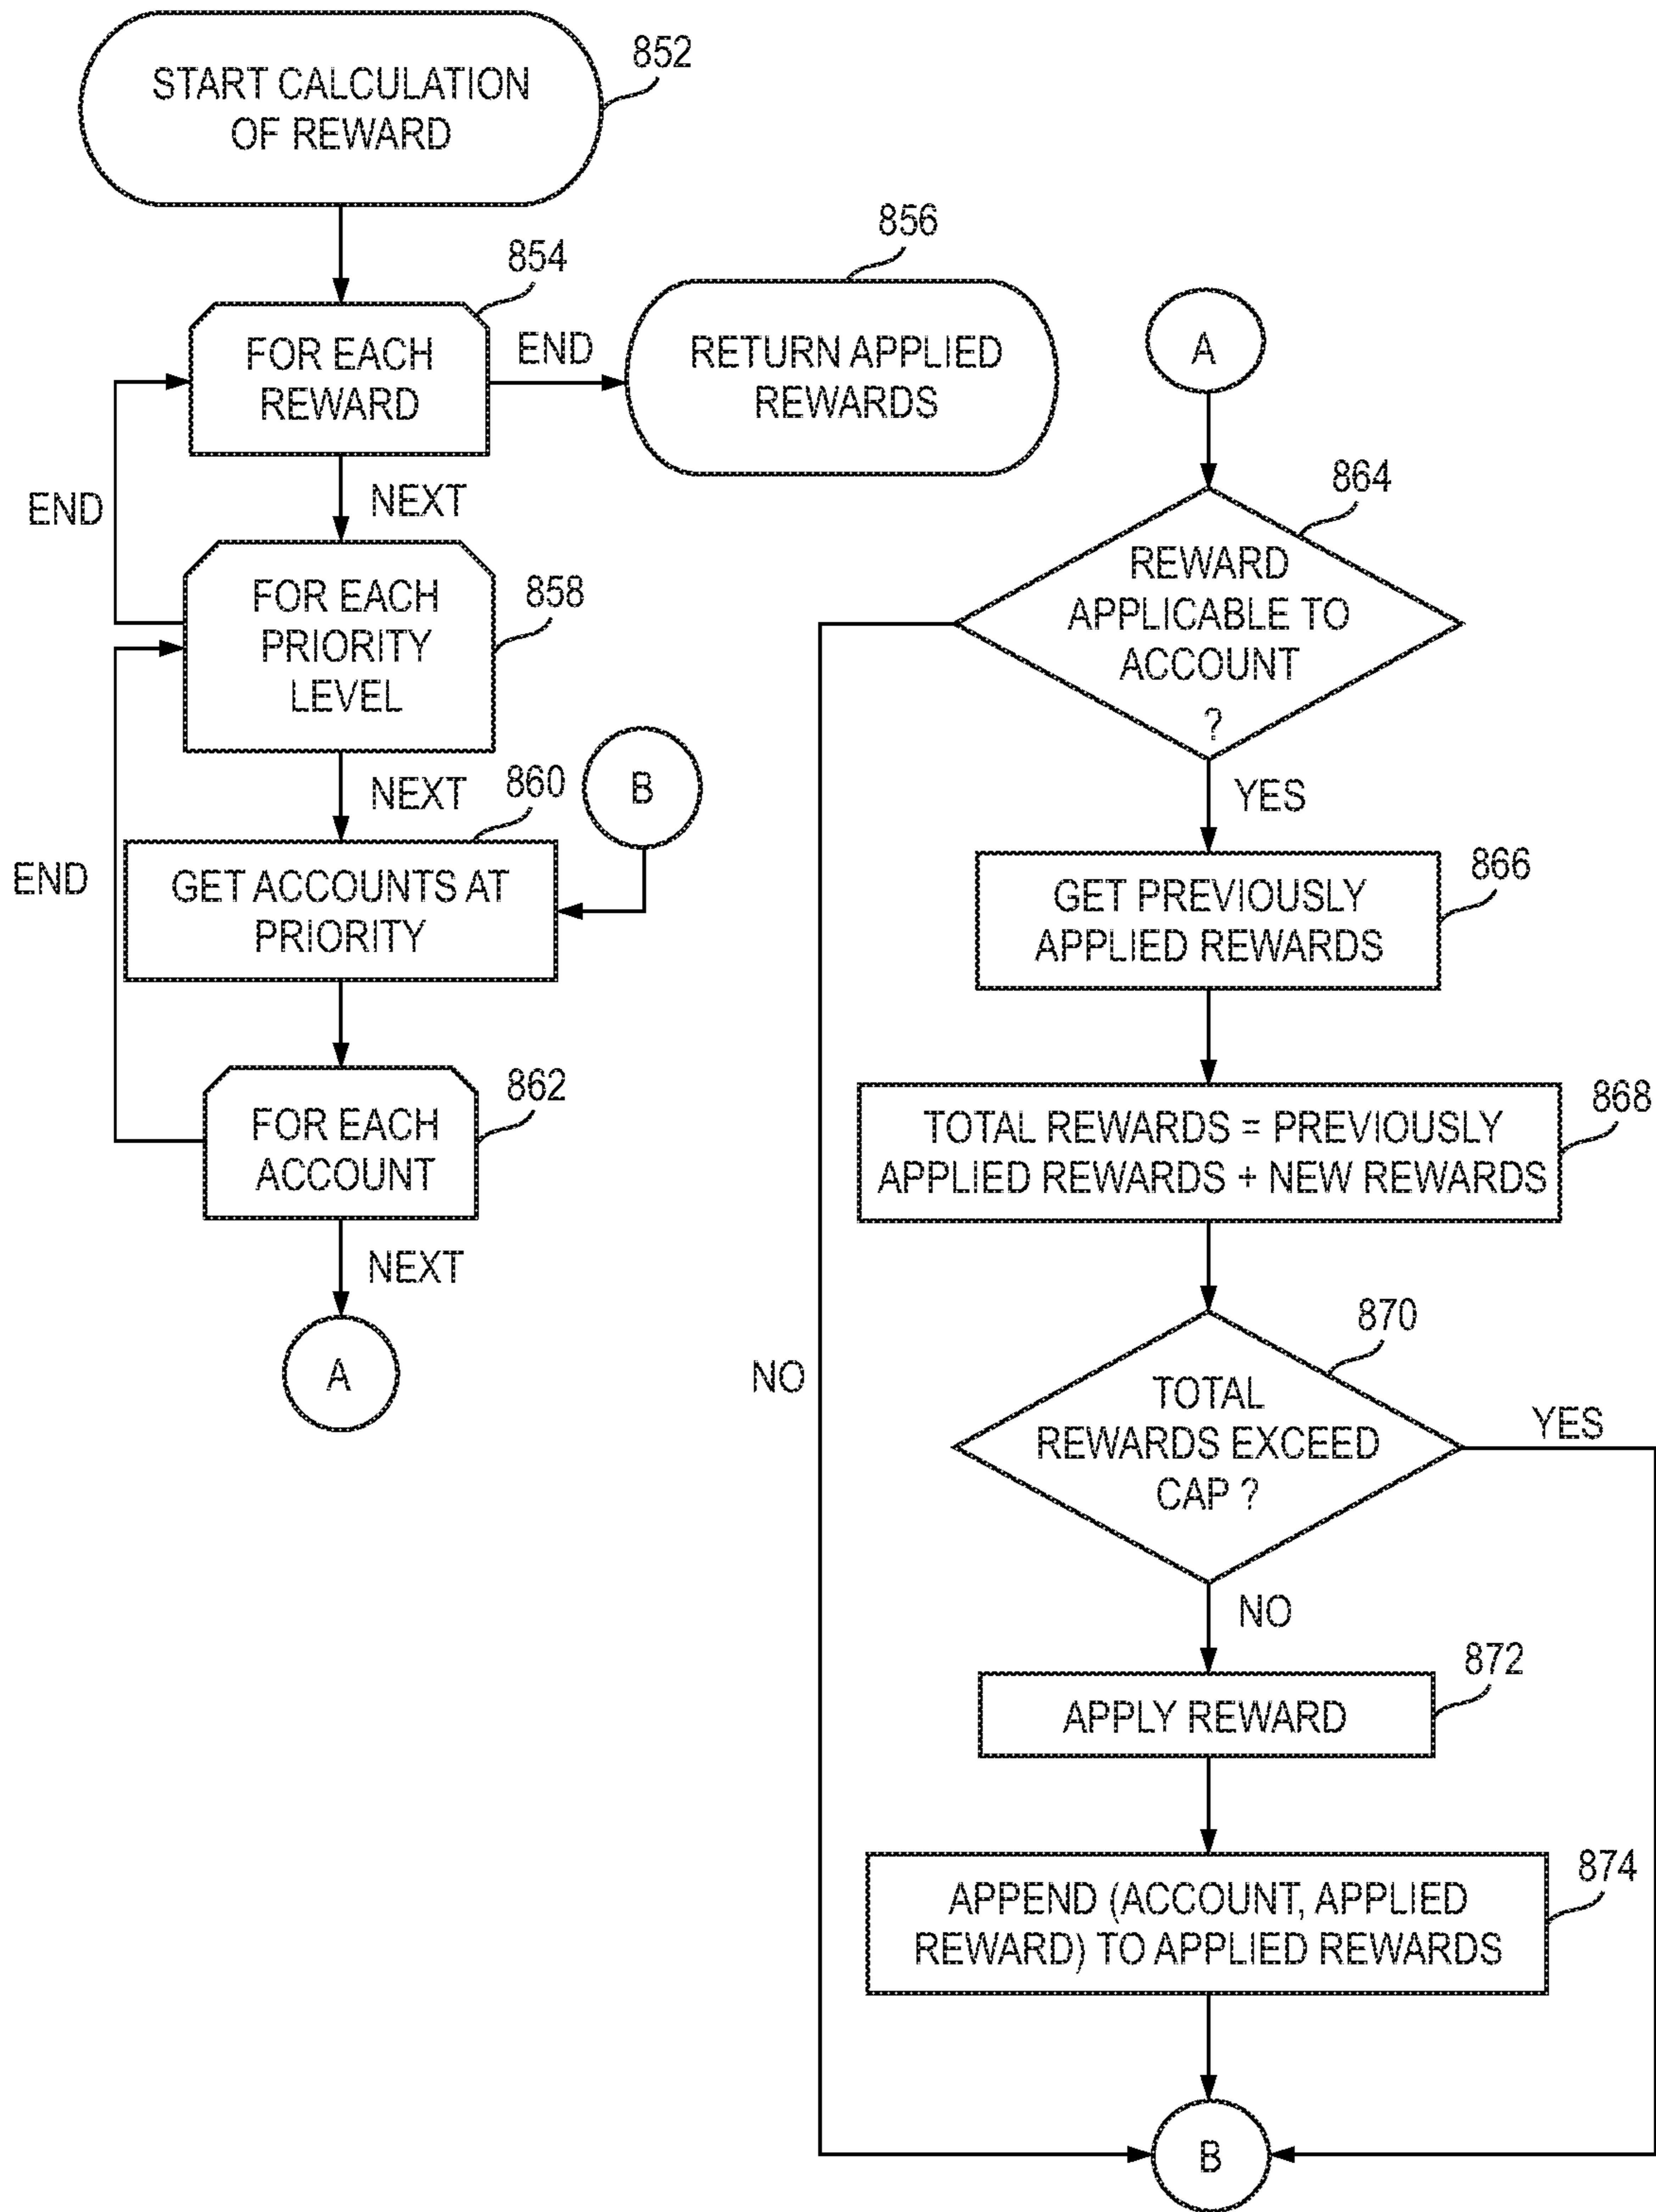 START CALCULATION
OF REWARD
852
854
FOR EACH
REWARD
END
856
RETURN APPLIED
REWARDS
END
NEXT
FOR EACH
PRIORITY
LEVEL
858
NEXT
860
B
END
GET ACCOUNTS AT
PRIORITY
862
FOR EACH
ACCOUNT
NEXT
A
A
864
REWARD
APPLICABLE TO
ACCOUNT
?
YES
866
GET PREVIOUSLY
APPLIED REWARDS
868
TOTAL REWARDS = PREVIOUSLY
APPLIED REWARDS + NEW REWARDS
870
NO
TOTAL
REWARDS EXCEED
CAP ?
YES
NO
872
APPLY REWARD
874
APPEND (ACCOUNT, APPLIED
REWARD) TO APPLIED REWARDS
B